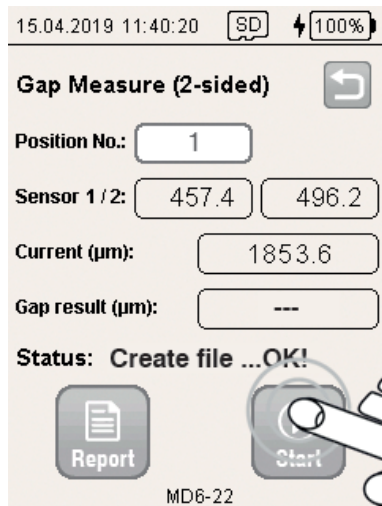 15.04.2019 11:40:20 SD 100%
Gap Measure (2-sided)
Position No.: 1
Sensor 1 / 2: 457.4 496.2
Current (µm): 1853.6
Gap result (µm): ---
Status: Create file ...OK!
Report Start
MD6-22